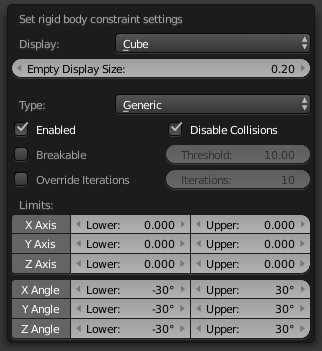 Set rigid body constraint settings
Display: Cube
Empty Display Size: 0.20
Type: Generic
Enabled Disable Collisions
Breakable Threshold: 10.00
Override Iterations Iterations: 10
Limits:
X Axis Lower: 0.000 Upper: 0.000
Y Axis Lower: 0.000 Upper: 0.000
Z Axis Lower: 0.000 Upper: 0.000
X Angle Lower: -30° Upper: 30°
Y Angle Lower: -30° Upper: 30°
Z Angle Lower: -30° Upper: 30°